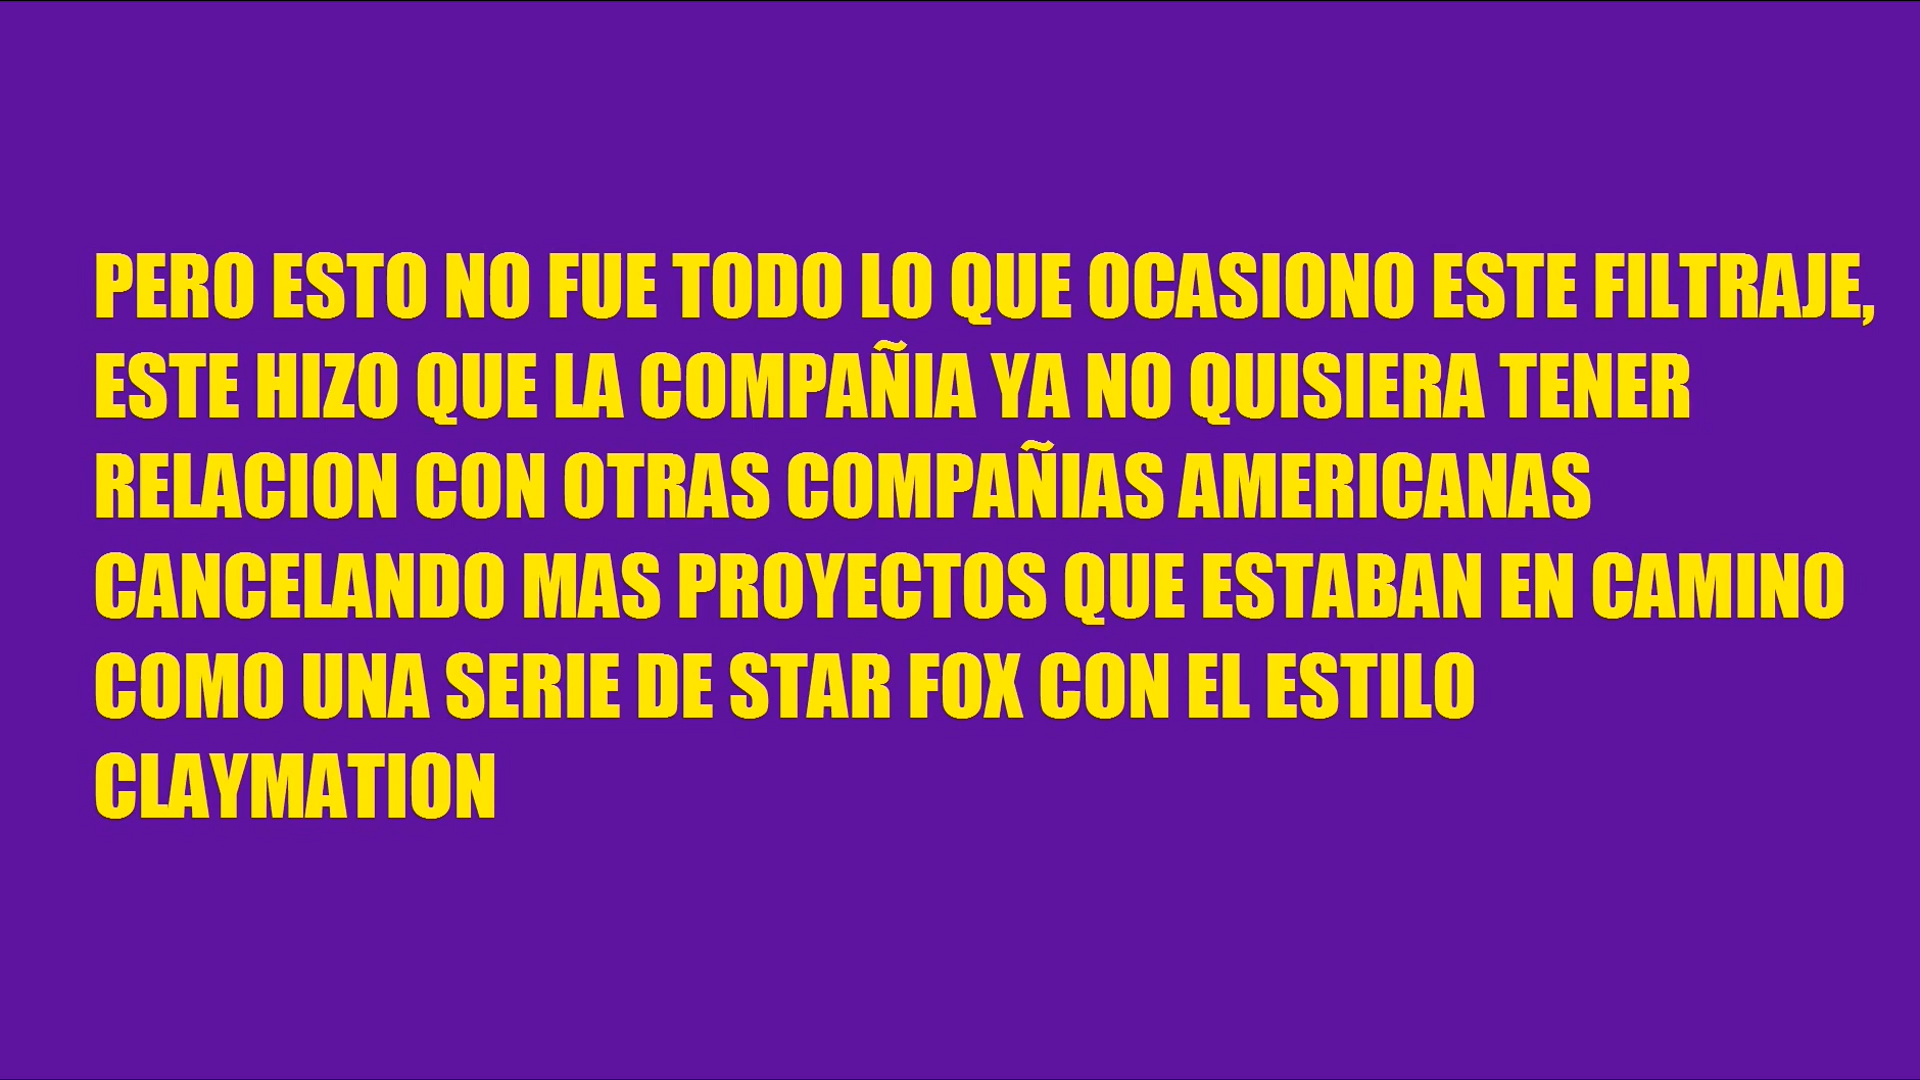 PERO ESTO NO FUE TODO LO QUE OCASIONO ESTE FILTRAJE,
ESTE HIZO QUE LA COMPAÑIA YA NO QUISIERA TENER
RELACION CON OTRAS COMPAÑIAS AMERICANAS
CANCELANDO MAS PROYECTOS QUE ESTABAN EN CAMINO
COMO UNA SERIE DE STAR FOX CON EL ESTILO
CLAYMATION